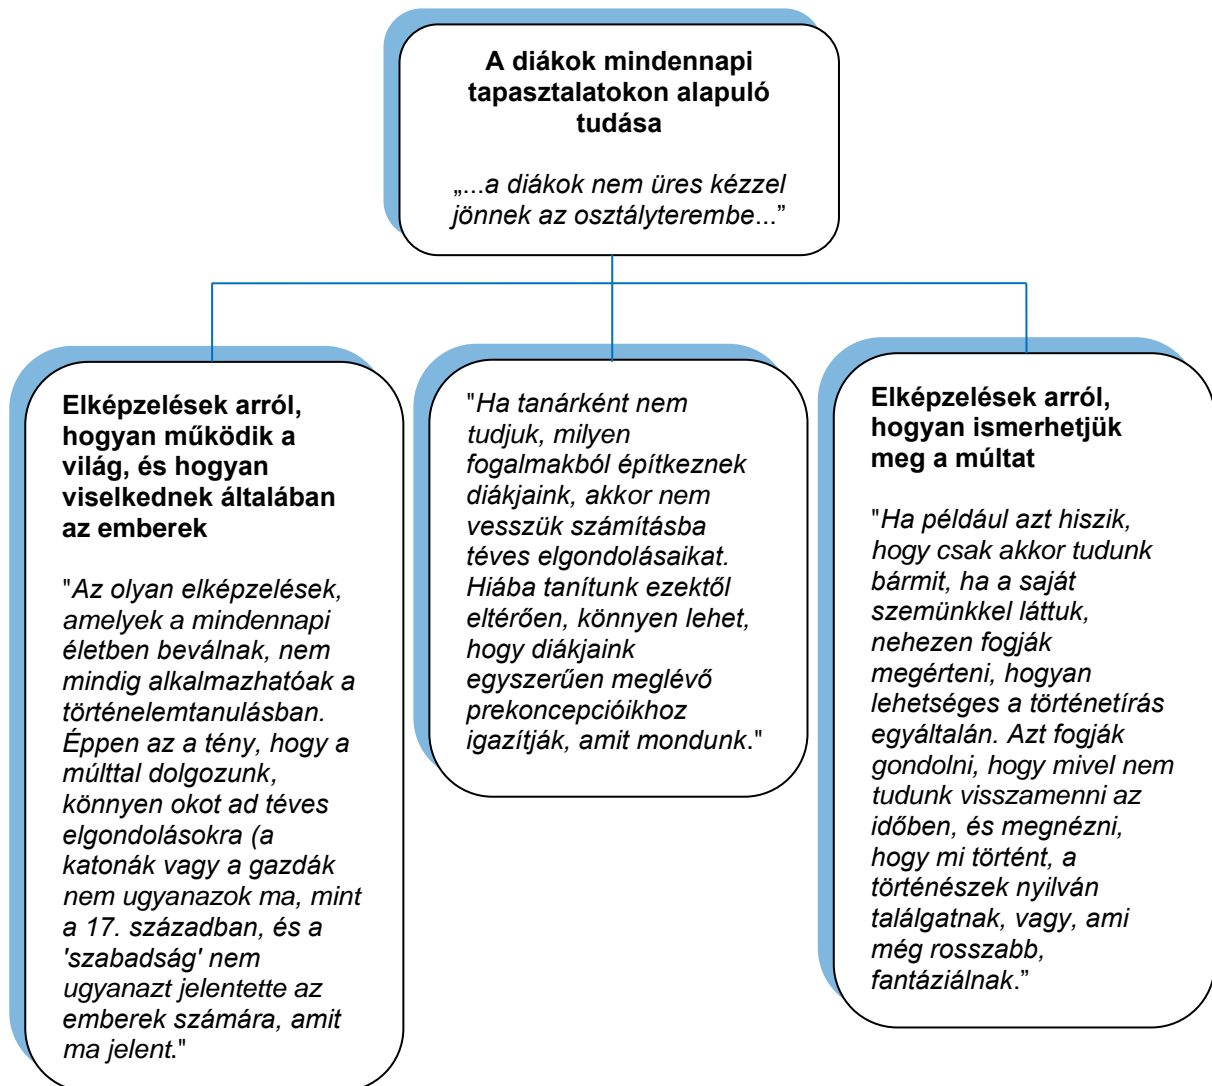 A diákok mindennapi
tapasztalatokon alapuló
tudása
„...a diákok nem üres kézzel
jönnek az osztályterembe...”
Elképzelések arról,
hogyan működik a
világ, és hogyan
viselkednek általában
az emberek
"Az olyan elképzelések,
amelyek a mindennapi
életben beválnak, nem
mindig alkalmazhatóak a
történelemtanulásban.
Éppen az a tény, hogy a
múlttal dolgozunk,
könnyen okot ad téves
elgondolásokra (a
katonák vagy a gazdák
nem ugyanazok ma, mint
a 17. században, és a
'szabadság' nem
ugyanazt jelentette az
emberek számára, amit
ma jelent."
"Ha tanárként nem
tudjuk, milyen
fogalmakból építkeznek
diákjaink, akkor nem
vesszük számításba
téves elgondolásaikat.
Hiába tanítunk ezektől
eltérően, könnyen lehet,
hogy diákjaink
egyszerűen meglévő
prekoncepcióikhoz
igazítják, amit mondunk."
Elképzelések arról,
hogyan ismerhetjük
meg a múltat
"Ha például azt hiszik,
hogy csak akkor tudunk
bármit, ha a saját
szemünkkel láttuk,
nehezen fogják
megérteni, hogyan
lehetséges a történetírás
egyáltalán. Azt fogják
gondolni, hogy mivel nem
tudunk visszamenni az
időben, és megnézni,
hogy mi történt, a
történészek nyilván
találgatnak, vagy, ami
még rosszabb,
fantáziálnak.”